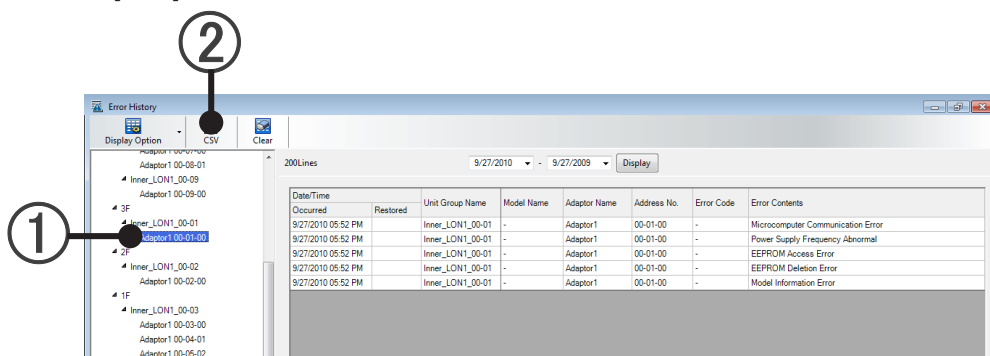 ②
Error History
Display Option
CSV
Clear
Adaptor1 00-07-00
Adaptor1 00-08-01
Inner_LON1_00-09
Adaptor1 00-09-00
3F
Inner_LON1_00-01
Adaptor1 00-01-00
2F
Inner_LON1_00-02
Adaptor1 00-02-00
1F
Inner_LON1_00-03
Adaptor1 00-03-00
Adaptor1 00-04-01
Adaptor1 00-05-02
①
200Lines
9/27/2010 - 9/27/2009 Display
Date/Time Unit Group Name Model Name Adaptor Name Address No. Error Code Error Contents
Occurred Restored
9/27/2010 05:52 PM Inner_LON1_00-01 - Adaptor1 00-01-00 - Microcomputer Communication Error
9/27/2010 05:52 PM Inner_LON1_00-01 - Adaptor1 00-01-00 - Power Supply Frequency Abnormal
9/27/2010 05:52 PM Inner_LON1_00-01 - Adaptor1 00-01-00 - EEPROM Access Error
9/27/2010 05:52 PM Inner_LON1_00-01 - Adaptor1 00-01-00 - EEPROM Deletion Error
9/27/2010 05:52 PM Inner_LON1_00-01 - Adaptor1 00-01-00 - Model Information Error